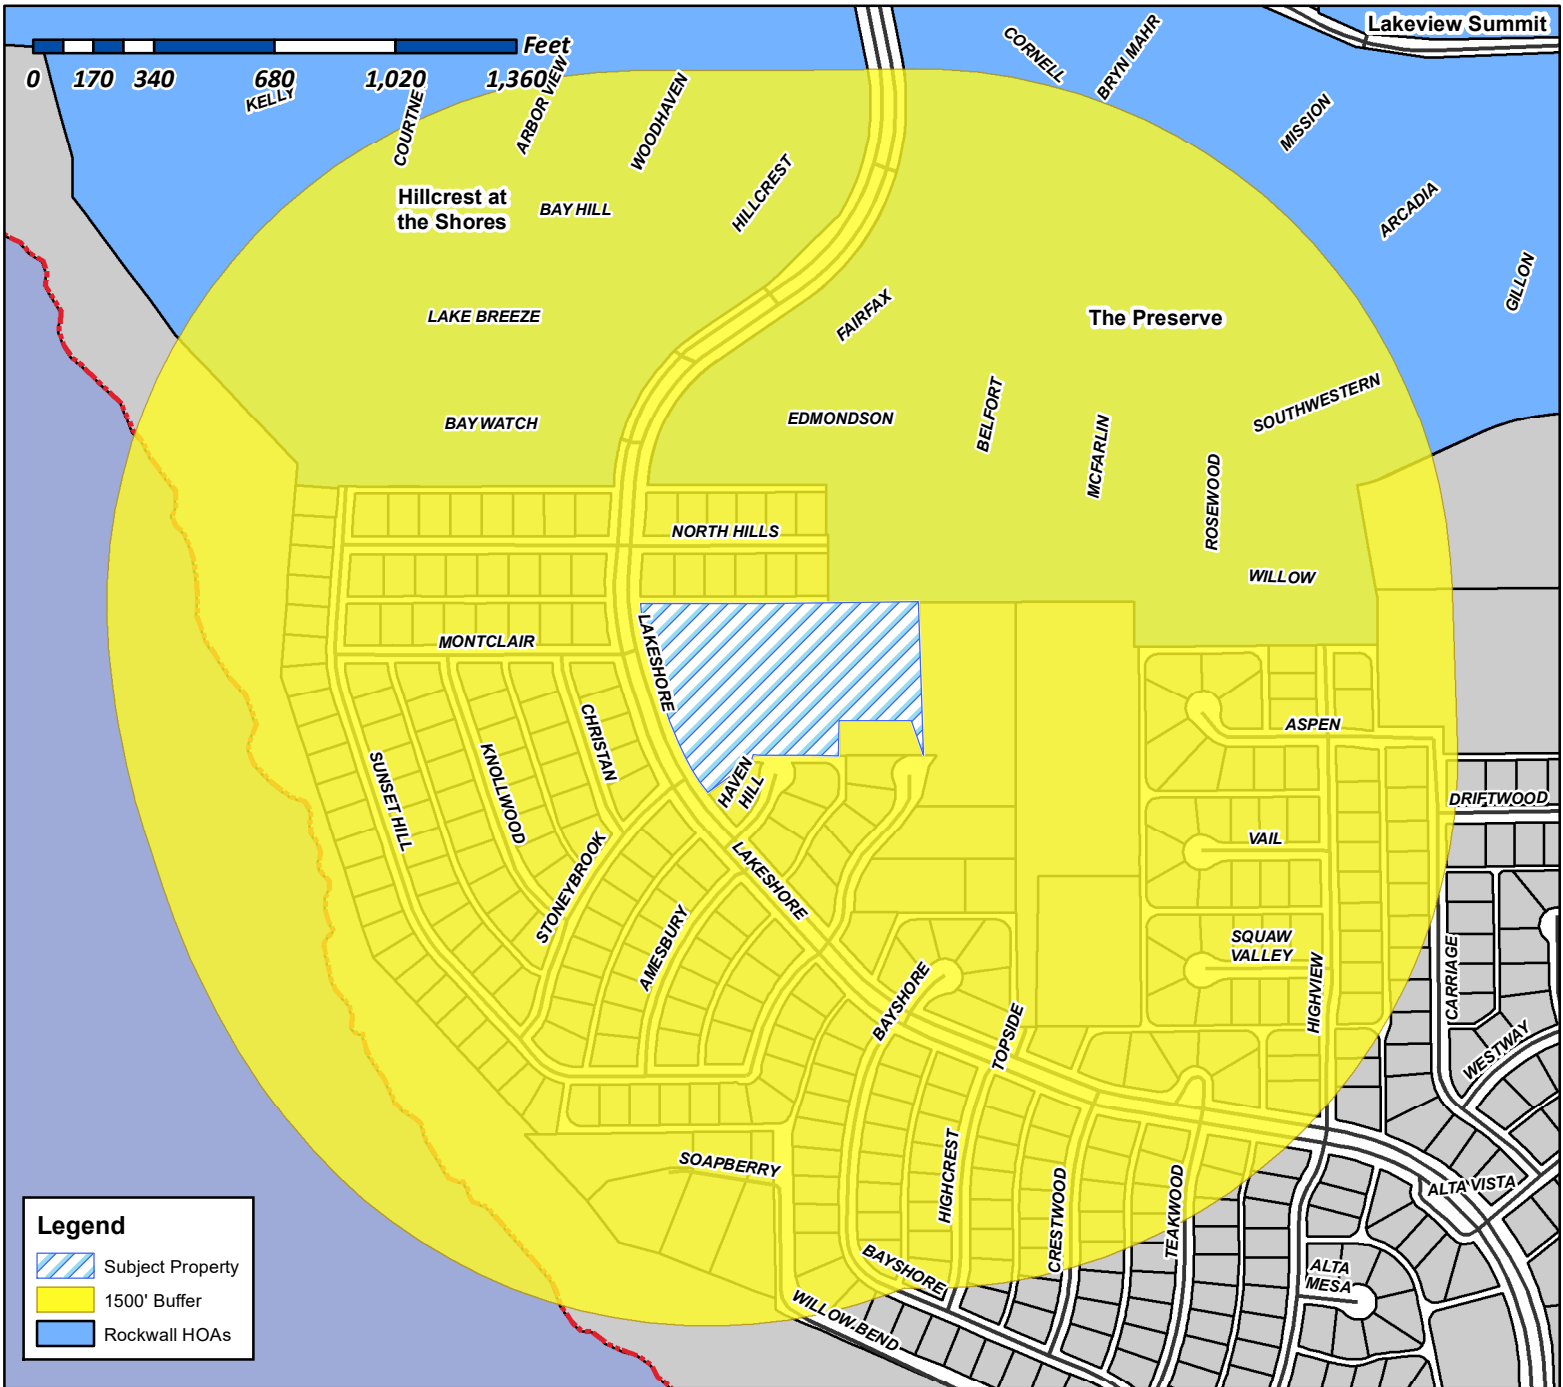 Lakeview Summit
Feet
0 170 340 680 1,020 1,360
KELLY
COURTNEY
ARBOR VIEW
WOODHAVEN
CORNELL
BRYN MAHR
MISSION
ARCADIA
GILLON
Hillcrest at
the Shores
BAY HILL
HILLCREST
LAKE BREEZE
FAIRFAX
The Preserve
BAY WATCH
EDMONDSON
BELFORT
MCFARLIN
SOUTHWESTERN
ROSEWOOD
NORTH HILLS
WILLOW
MONTCLAIR
LAKESHORE
CHRISTAN
KNOLLWOOD
SUNSET HILL
HAVEN
HILL
ASPEN
DRIFTWOOD
VAIL
STONEYBROOK
LAKESHORE
AMESBURY
SQUAW
VALLEY
HIGHVIEW
CARRIAGE
BAYSHORE
TOPSIDE
WESTWAY
SOAPBERRY
HIGHCREST
CRESTWOOD
TEAKWOOD
ALTA VISTA
BAYSHORE
ALTA
MESA
WILLOW BEND
Legend
Subject Property
1500' Buffer
Rockwall HOAs